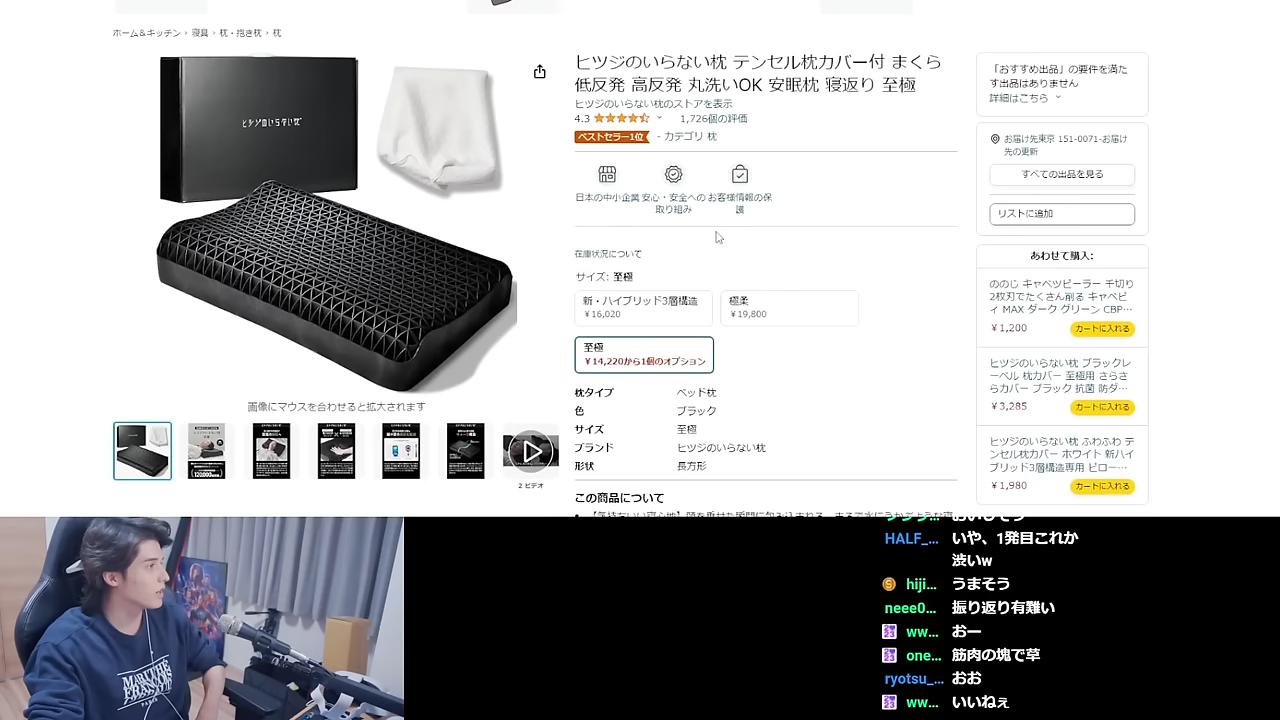 ホーム＆キッチン › 寝具 › 枕・抱き枕 › 枕
ヒツジのいらない枕
画像にマウスを合わせると拡大されます
2 ビデオ
ヒツジのいらない枕 テンセル枕カバー付 まくら
低反発 高反発 丸洗いOK 安眠枕 寝返り 至極
ヒツジのいらない枕のストアを表示
4.3 1,726個の評価
ベストセラー1位 - カテゴリ 枕
日本の中小企業
安心・安全への
取り組み
お客様情報の保
護
在庫状況について
サイズ: 至極
新・ハイブリッド3層構造
￥16,020
極柔
￥19,800
至極
￥14,220から1個のオプション
枕タイプ ベッド枕
色 ブラック
サイズ 至極
ブランド ヒツジのいらない枕
形状 長方形
この商品について
「おすすめ出品」の要件を満た
す出品はありません
詳細はこちら
お届け先東京 151-0071-お届け
先の更新
すべての出品を見る
リストに追加
あわせて購入:
ののじ キャベツピーラー 千切り
2枚刃でたくさん削る キャベピ
ィ MAX ダーク グリーン CBP…
￥1,200
カートに入れる
ヒツジのいらない枕 ブラックレ
ーベル 枕カバー 至極用 さらさ
らカバー ブラック 抗菌 防ダ…
￥3,285
カートに入れる
ヒツジのいらない枕 ふわふわ テ
ンセル枕カバー ホワイト 新ハイ
ブリッド3層構造専用 ピロー…
￥1,980
カートに入れる
HALF_… いや、1発目これか
渋いw
hiji… うまそう
neee0… 振り返り有難い
ww… おー
one… 筋肉の塊で草
ryotsu_… おお
ww… いいねぇ